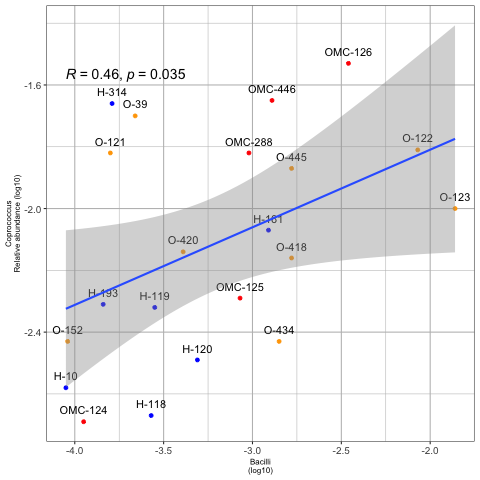 OMC-126
R = 0.46, p = 0.035
H-314
OMC-446
O-39
O-121
OMC-288
O-122
O-445
O-123
H-161
O-420
O-418
OMC-125
H-193
H-119
O-152
O-434
H-120
H-10
H-118
OMC-124
-1.6
-2.0
-2.4
Coprococcus
Relative abundance (log10)
-4.0 -3.5 -3.0 -2.5 -2.0
Bacilli
(log10)